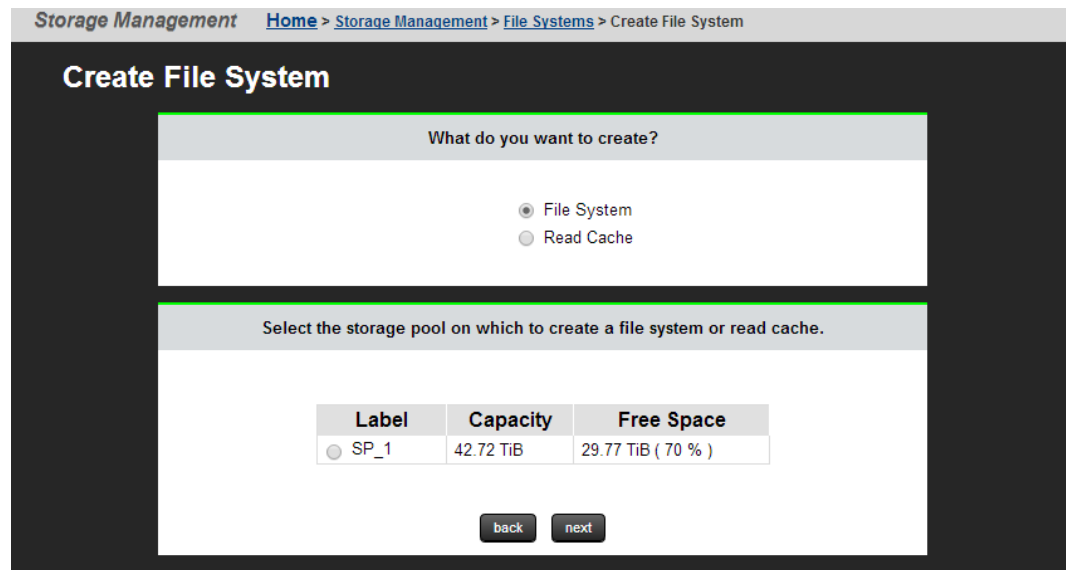 Storage Management Home > Storage Management > File Systems > Create File System
Create File System
What do you want to create?
File System
Read Cache
Select the storage pool on which to create a file system or read cache.
Label Capacity Free Space
SP_1 42.72 TiB 29.77 TiB ( 70 % )
back next